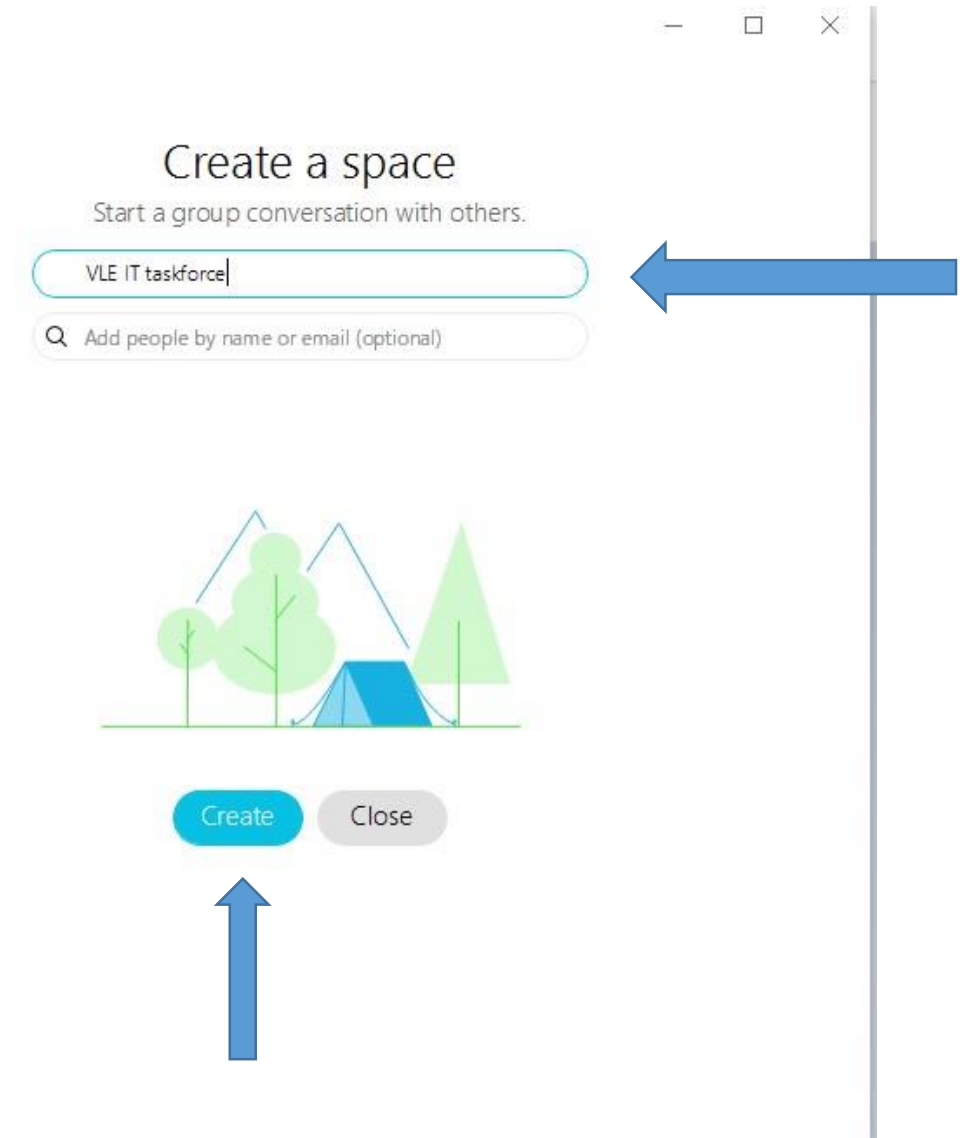 Create a space
Start a group conversation with others.
VLE IT taskforce
Add people by name or email (optional)
Create Close